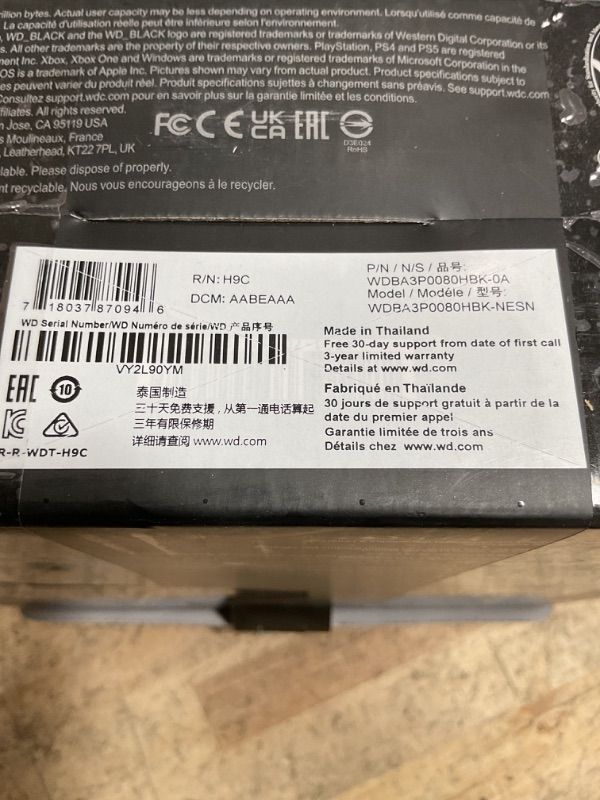 illion bytes. Actual user capacity may be less depending on operating environment. Lorsqu'utilisé comme capacité de
La capacité d'utilisation réelle peut être inférieure selon l'environnement.
WD_BLACK and the WD_BLACK logo are registered trademarks or trademarks of Western Digital Corporation or its
All other trademarks are the property of their respective owners. PlayStation, PS4 and PS5 are registered
ment Inc. Xbox, Xbox One and Windows are trademarks or registered trademarks of Microsoft Corporation in the
OS is a trademark of Apple Inc. Pictures shown may vary from actual product. Product specifications subject to
es peuvent varier du produit réel. Produit specifications sujettes à changement sans préavis. See support.wdc.com
Consultez support.wdc.com pour en savoir plus sur la garantie limitée et les conditions.
ffiliates. All rights reserved.
n Jose, CA 95119 USA
s Moulineaux, France
, Leatherhead, KT22 7PL, UK
FC CE UK CA EAC
D3E024
RoHS
lable. Please dispose of properly.
nt recyclable. Nous vous encourageons à le recycler.
7 18037 87094 6
R/N: H9C
DCM: AABEAAA
P/N / N/S / 品号:
WDBA3P0080HBK-0A
Model / Modéle / 型号:
WDBA3P0080HBK-NESN
WD Serial Number/WD Numéro de série/WD 产品序号
VY2L90YM
EAC 10
R-R-WDT-H9C
泰国制造
三十天免费支援，从第一通电话算起
三年有限保修期
详细请查阅 www.wd.com
Made in Thailand
Free 30-day support from date of first call
3-year limited warranty
Details at www.wd.com
Fabriqué en Thaïlande
30 jours de support gratuit à partir de la
date du premier appel
Garantie limitée de trois ans
Détails chez www.wd.com